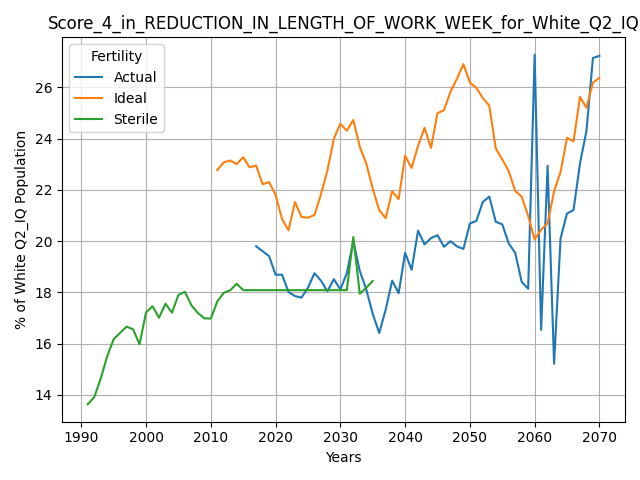 Score_4_in_REDUCTION_IN_LENGTH_OF_WORK_WEEK_for_White_Q2_IQ
Fertility
Actual
Ideal
Sterile
% of White Q2_IQ Population
26
24
22
20
18
16
14
1990 2000 2010 2020 2030 2040 2050 2060 2070
Years